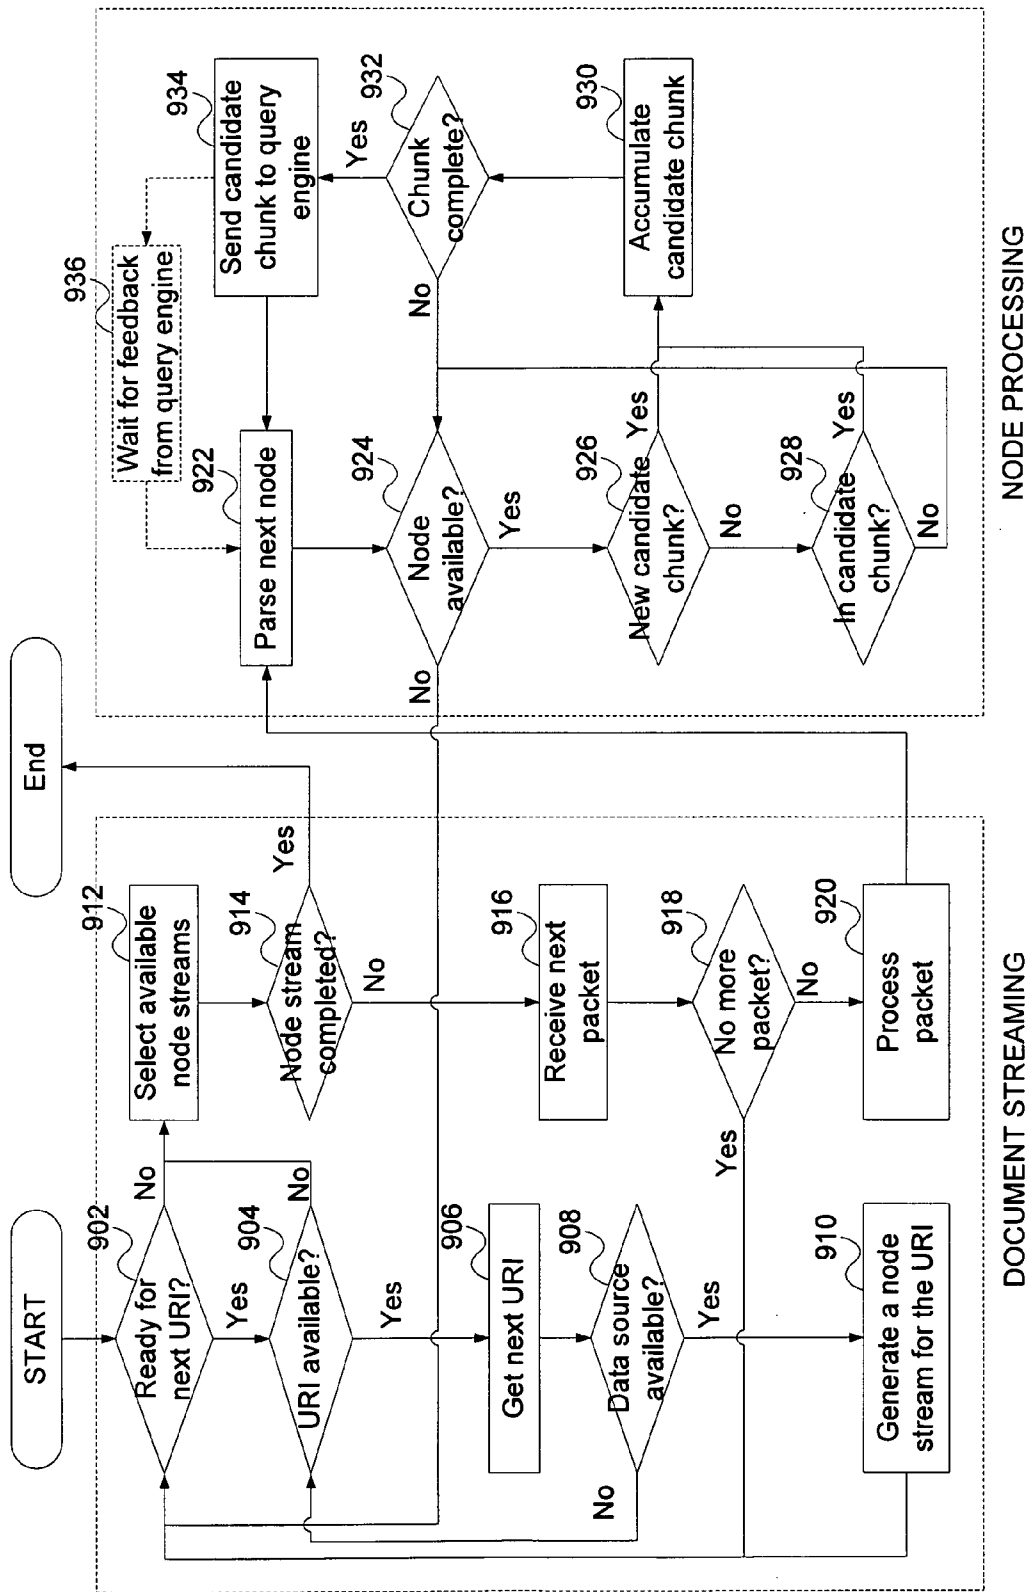 START
End
902
Ready for
next URI?
No
Yes
904
URI available?
No
Yes
906
Get next URI
908
Data source
available?
No
Yes
910
Generate a node
stream for the URI
912
Select available
node streams
914
Node stream
completed?
Yes
No
916
Receive next
packet
918
No more
packet?
Yes
No
920
Process
packet
DOCUMENT STREAMING
936
Wait for feedback
from query engine
922
Parse next node
924
Node
available?
No
Yes
926
New candidate
chunk?
Yes
No
928
In candidate
chunk?
Yes
No
934
Send candidate
chunk to query
engine
932
Chunk
complete?
Yes
No
930
Accumulate
candidate chunk
NODE PROCESSING